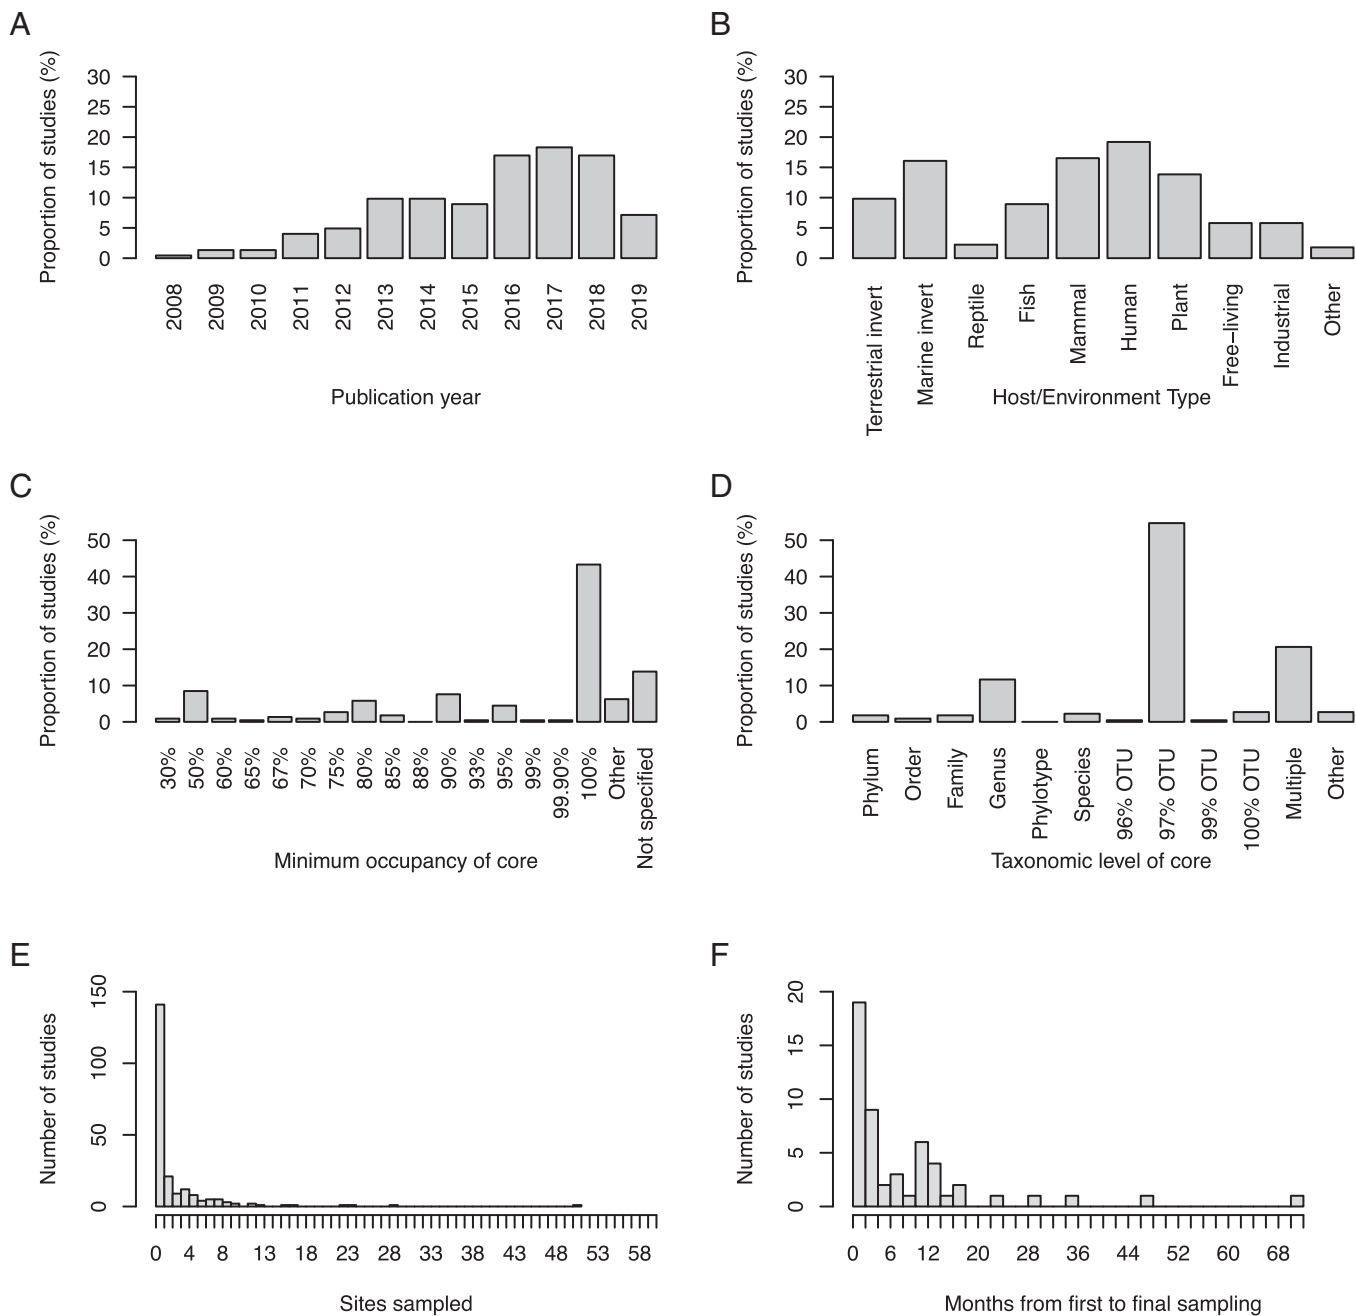 A
Proportion of studies (%)
30
25
20
15
10
5
0
2008
2009
2010
2011
2012
2013
2014
2015
2016
2017
2018
2019
Publication year
B
Proportion of studies (%)
30
25
20
15
10
5
0
Terrestrial invert
Marine invert
Reptile
Fish
Mammal
Human
Plant
Free–living
Industrial
Other
Host/Environment Type
C
Proportion of studies (%)
50
40
30
20
10
0
30%
50%
60%
65%
67%
70%
75%
80%
85%
88%
90%
93%
95%
99%
99.90%
100%
Other
Not specified
Minimum occupancy of core
D
Proportion of studies (%)
50
40
30
20
10
0
Phylum
Order
Family
Genus
Phylotype
Species
96% OTU
97% OTU
99% OTU
100% OTU
Multiple
Other
Taxonomic level of core
E
Number of studies
150
100
50
0
0 4 8 13 18 23 28 33 38 43 48 53 58
Sites sampled
F
Number of studies
20
15
10
5
0
0 6 12 20 28 36 44 52 60 68
Months from first to final sampling